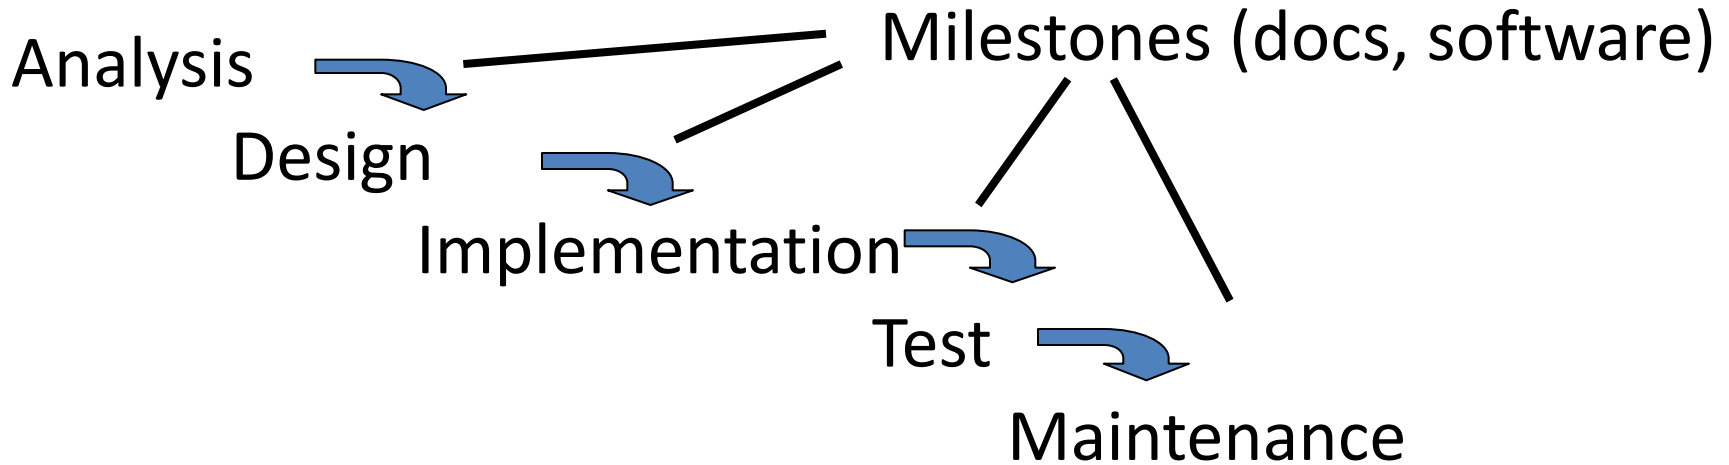 Milestones (docs, software)
Analysis
Design
Implementation
Test
Maintenance